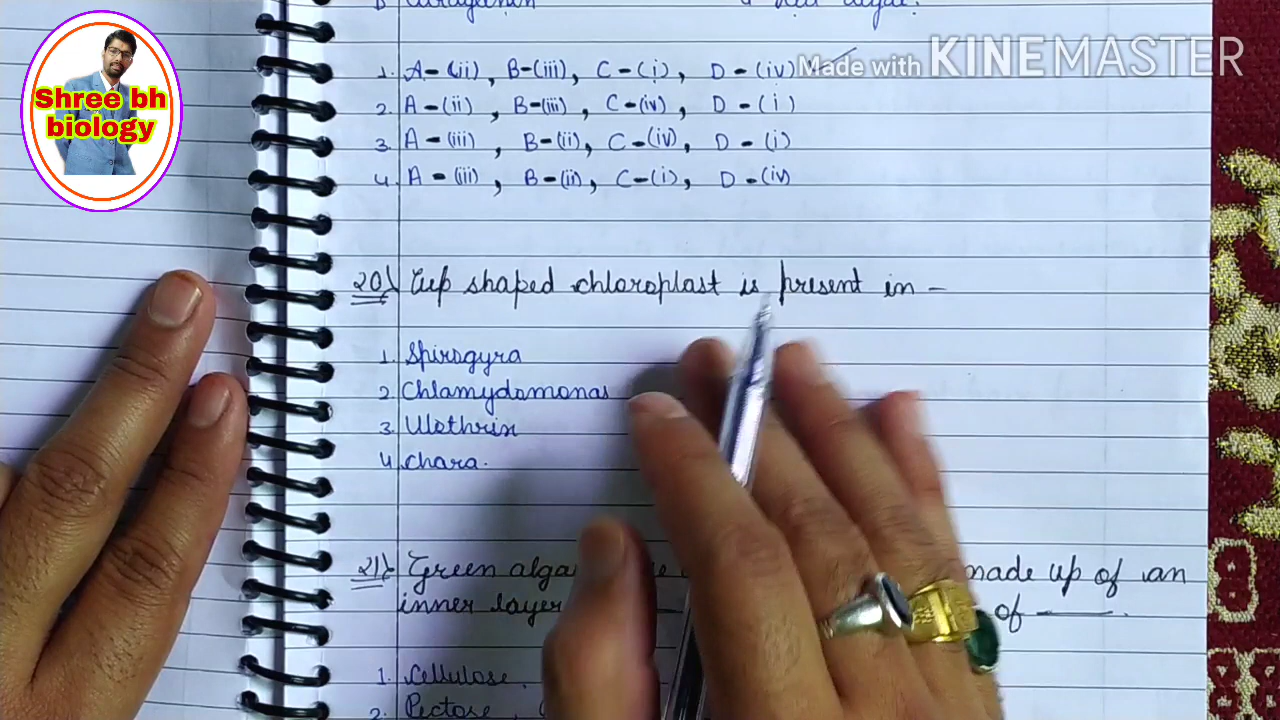 B
Made with KINEMASTER
Shree bh
biology
1. A-(ii), B-(iii), C-(i), D-(iv)
2. A-(ii), B-(iii), C-(iv), D-(i)
3. A-(iii), B-(ii), C-(iv), D-(i)
4. A-(iii), B-(ii), C-(i), D-(iv)
20) Cup shaped chloroplast is present in -
1. Spirogyra
2. Chlamydomonas
3. Ulothrix
4. Chara.
21) Green algae made up of an
inner layer of ———.
1. Cellulose,
2. Pectose,